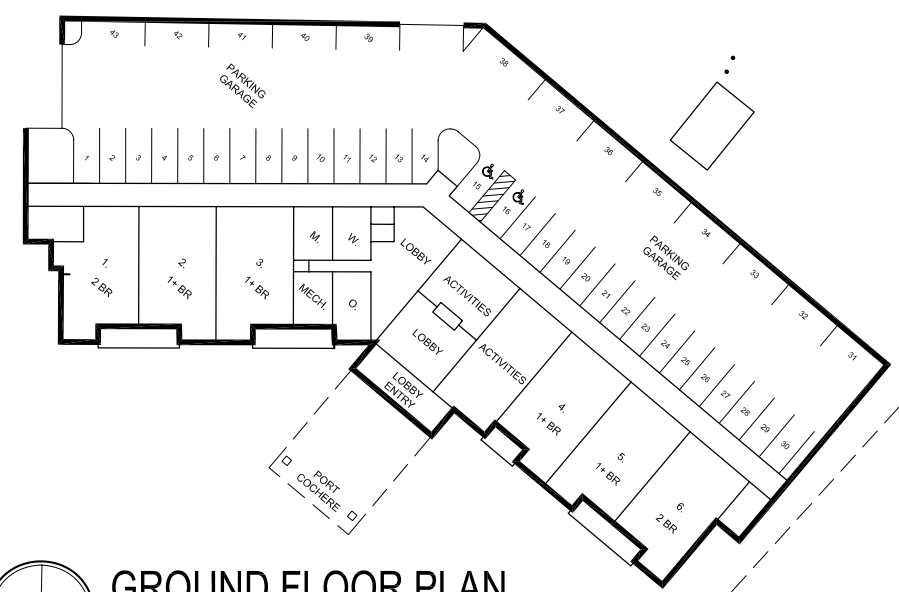 43
42
41
40
39
38
37
36
35
34
33
32
31
PARKING
GARAGE
1
2
3
4
5
6
7
8
9
10
11
12
13
14
15
16
17
18
19
20
21
22
23
24
25
26
27
28
29
30
PARKING
GARAGE
1.
2 BR
2.
1+ BR
3.
1+ BR
M.
W.
MECH.
O.
LOBBY
ACTIVITIES
LOBBY
ACTIVITIES
LOBBY
ENTRY
4.
1+ BR
5.
1+ BR
6.
2 BR
PORT
COCHERE
GROUND FLOOR PLAN